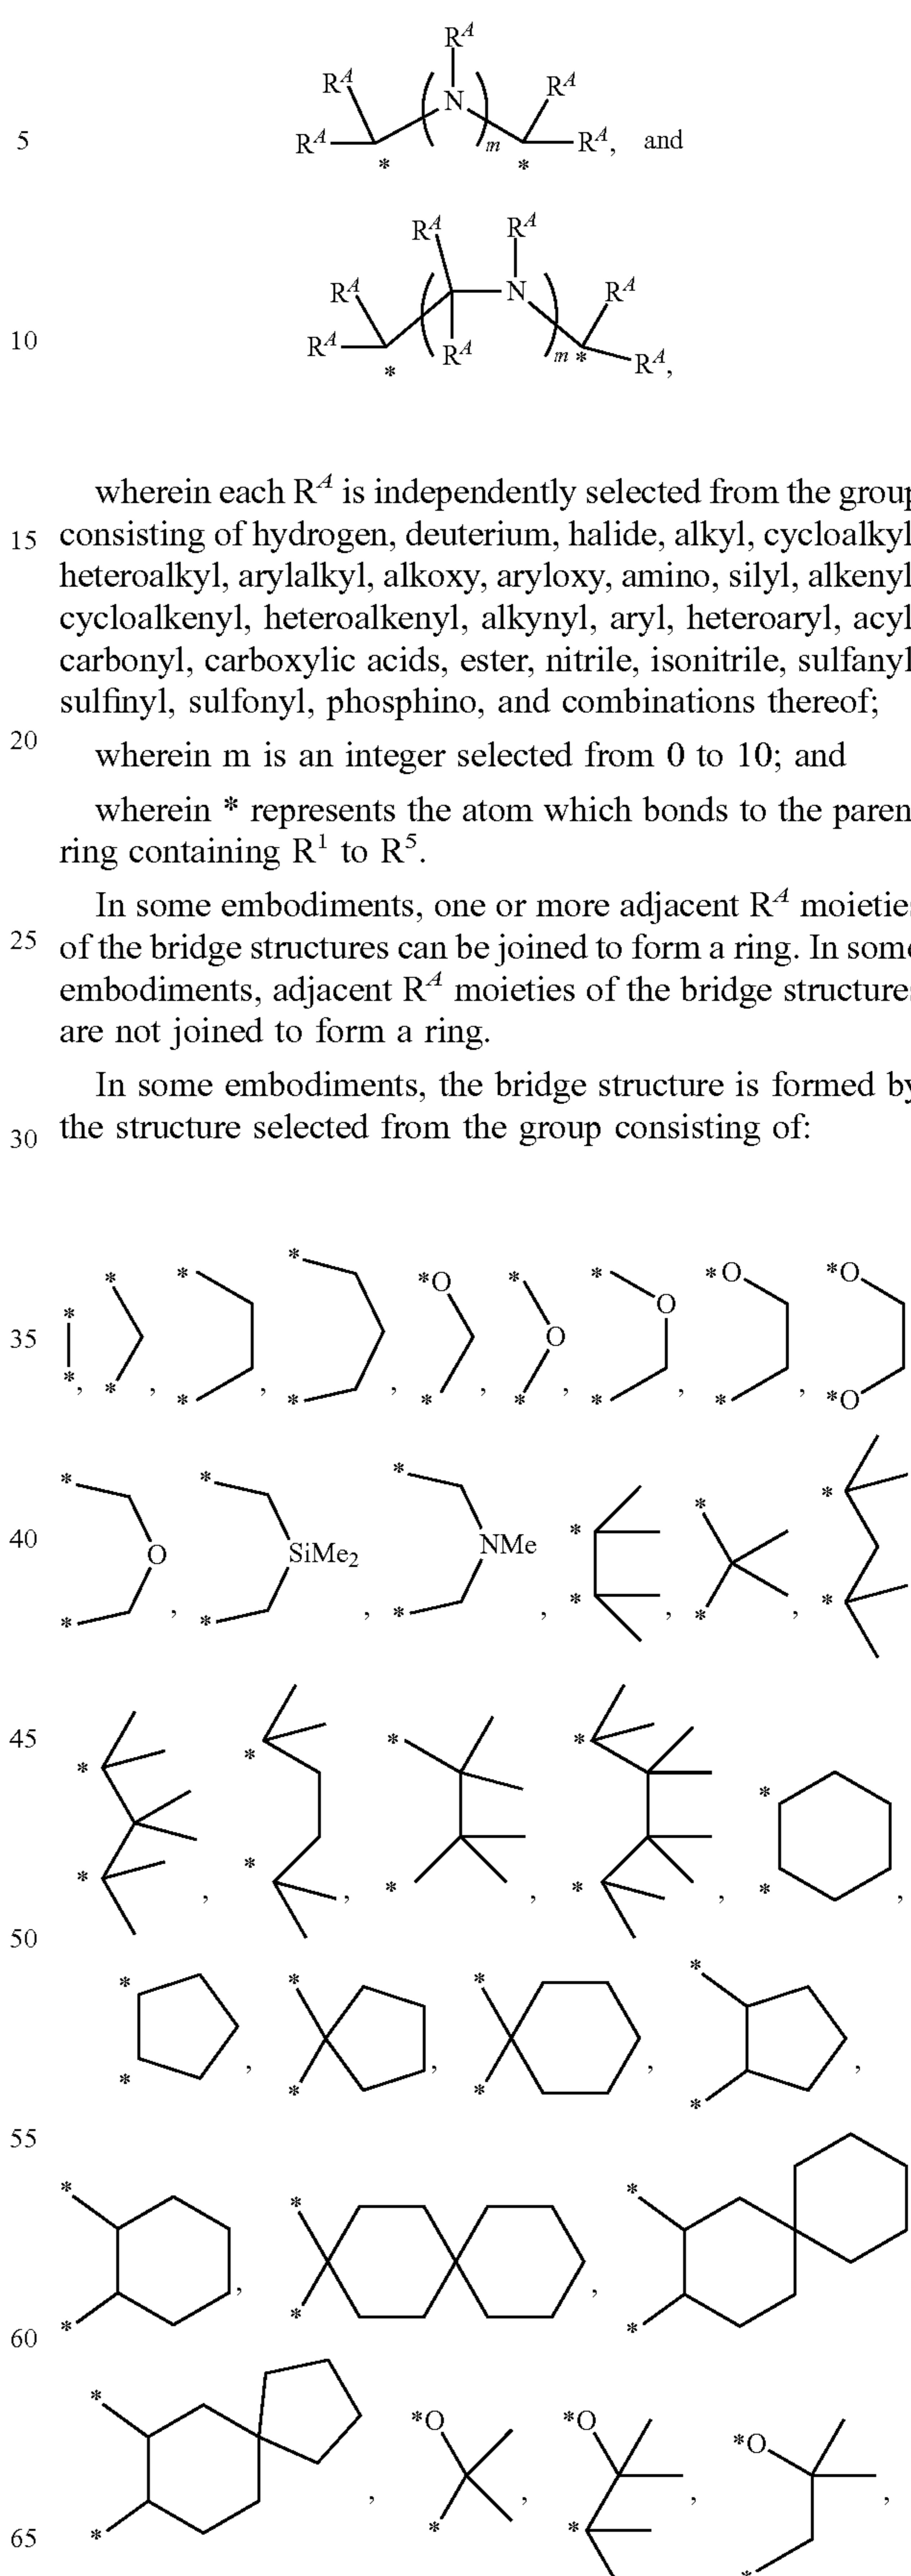 R^A
R^A R^A
5 R^A N m R^A, and
* *
R^A R^A
R^A N R^A
10 R^A R^A m * R^A,
*
wherein each R^A is independently selected from the group
15 consisting of hydrogen, deuterium, halide, alkyl, cycloalkyl
heteroalkyl, arylalkyl, alkoxy, aryloxy, amino, silyl, alkenyl
cycloalkenyl, heteroalkenyl, alkynyl, aryl, heteroaryl, acyl
carbonyl, carboxylic acids, ester, nitrile, isonitrile, sulfanyl
sulfinyl, sulfonyl, phosphino, and combinations thereof;
20 wherein m is an integer selected from 0 to 10; and
wherein * represents the atom which bonds to the paren
ring containing R^1 to R^5.
In some embodiments, one or more adjacent R^A moietie
25 of the bridge structures can be joined to form a ring. In some
embodiments, adjacent R^A moieties of the bridge structure
are not joined to form a ring.
In some embodiments, the bridge structure is formed by
30 the structure selected from the group consisting of:
* * * * *O * * *O *O
35 O O
* , * , * , * , * , * , * , * , *O
* * * * *
40 O SiMe2 NMe
* , * , * , * , * , *
45 * * * *
* , * , * , * , * ,
50
* * * *
* , * , * , * ,
55
* * *
* , * , *
60
* *O *O *O
* , * , * , * ,
65